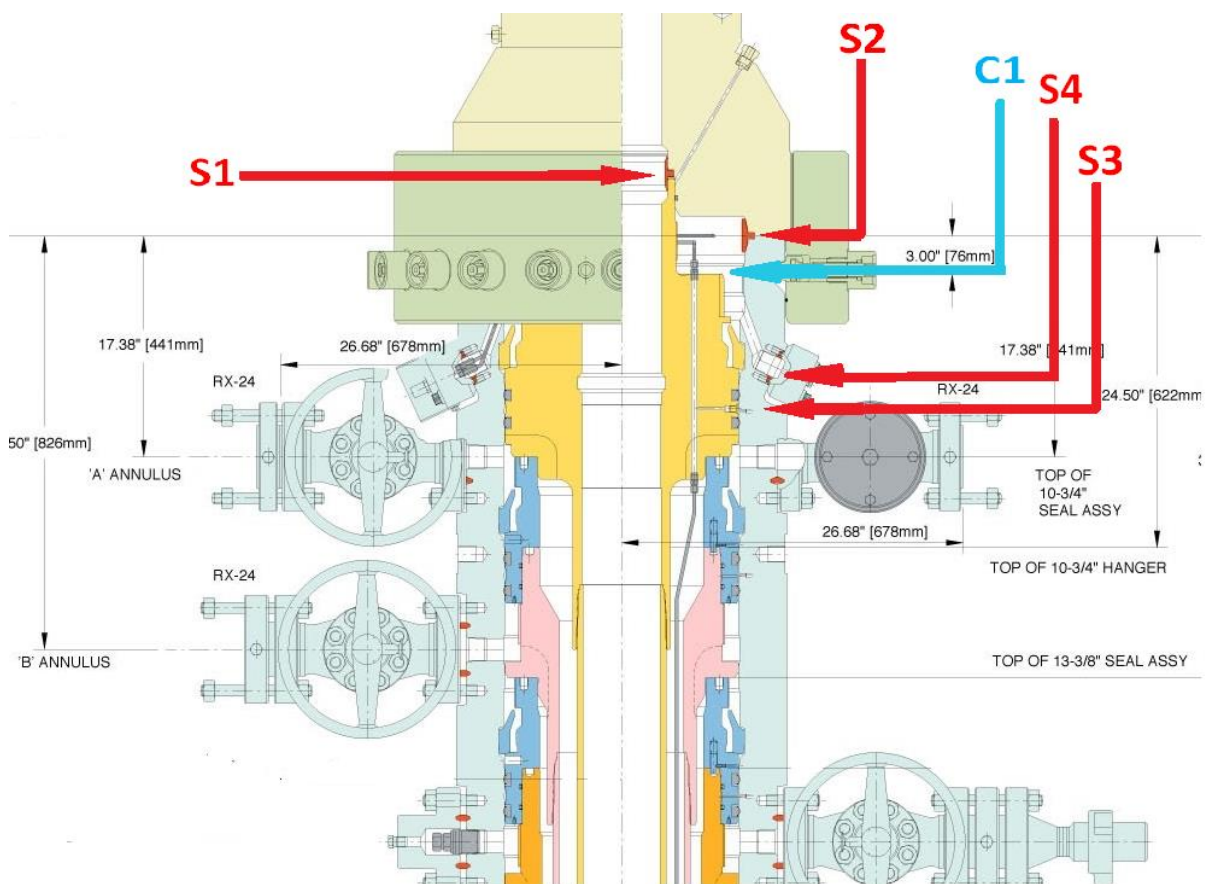 S2
C1
S4
S3
S1
3.00" [76mm]
17.38" [441mm]
26.68" [678mm]
17.38" [441mm]
RX-24
RX-24
24.50" [622mm
50" [826mm]
'A' ANNULUS
TOP OF
10-3/4"
SEAL ASSY
26.68" [678mm]
TOP OF 10-3/4" HANGER
RX-24
'B' ANNULUS
TOP OF 13-3/8" SEAL ASSY